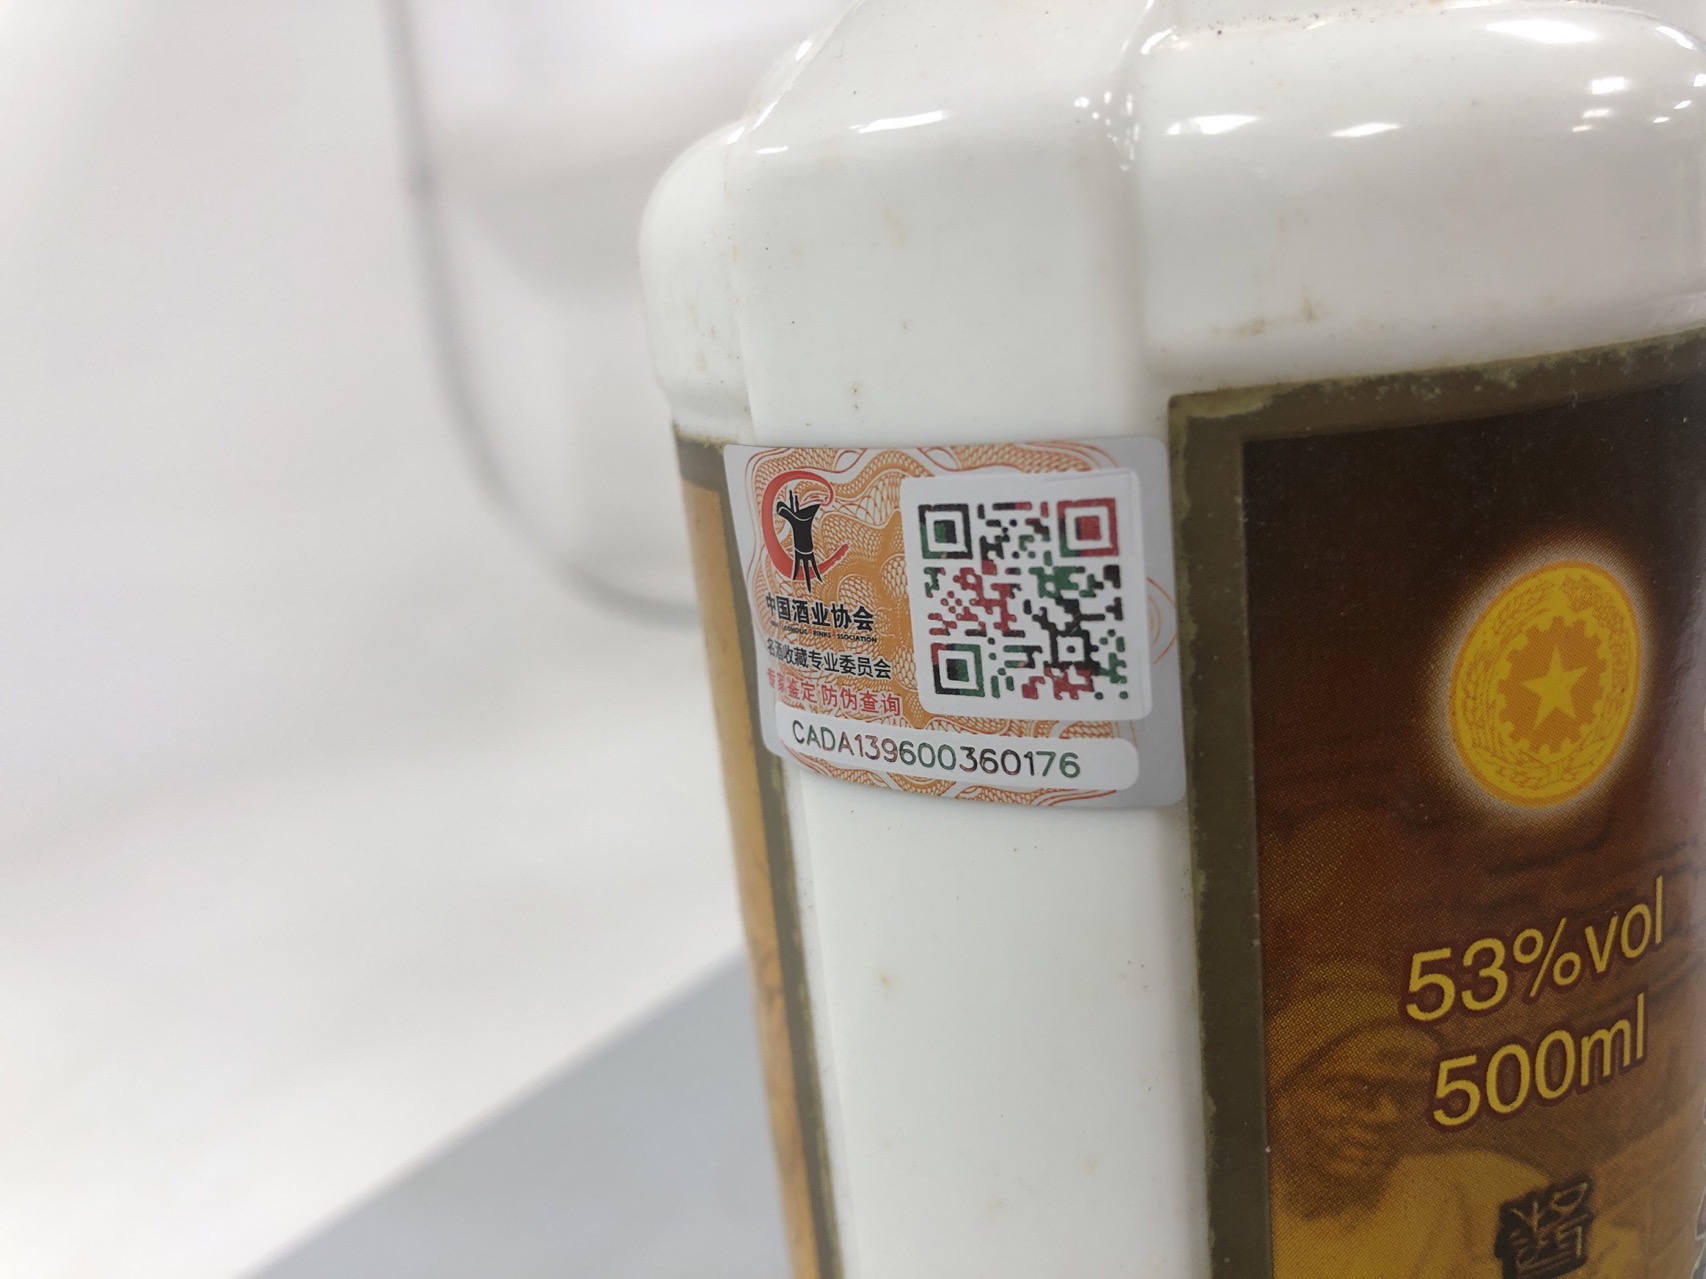 中国酒业协会
名酒收藏专业委员会
专家鉴定 防伪查询
CADA139600360176
53%vol
500ml
酱